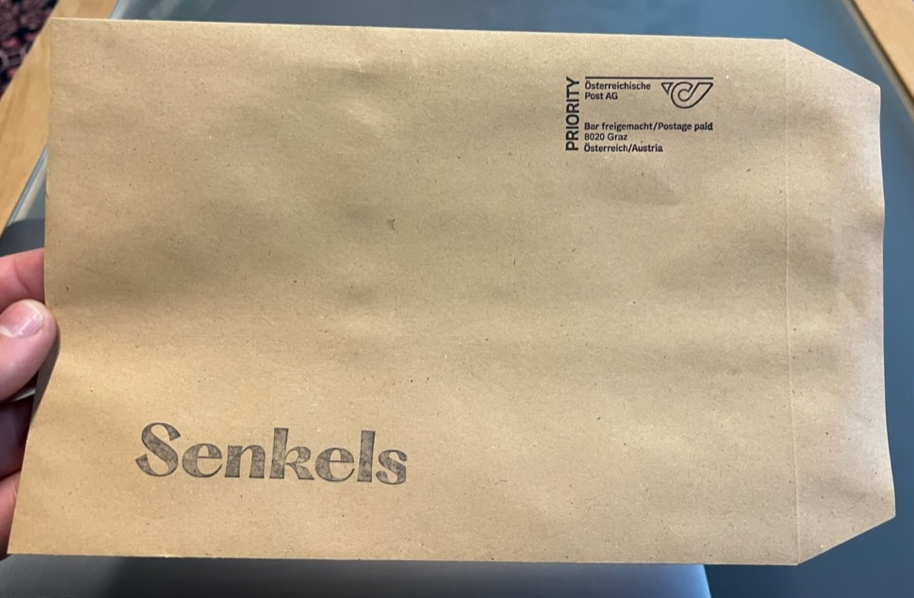 PRIORITY
Österreichische
Post AG
Bar freigemacht/Postage paid
8020 Graz
Österreich/Austria
Senkels